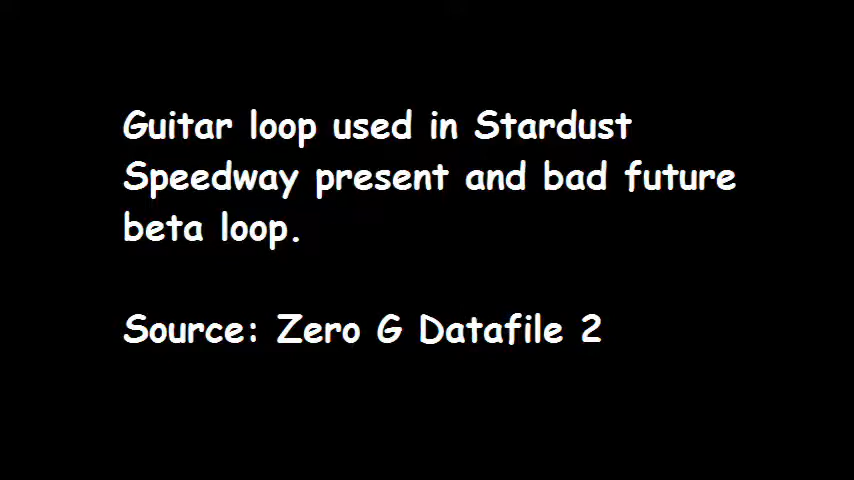 Guitar loop used in Stardust
Speedway present and bad future
beta loop.
Source: Zero G Datafile 2